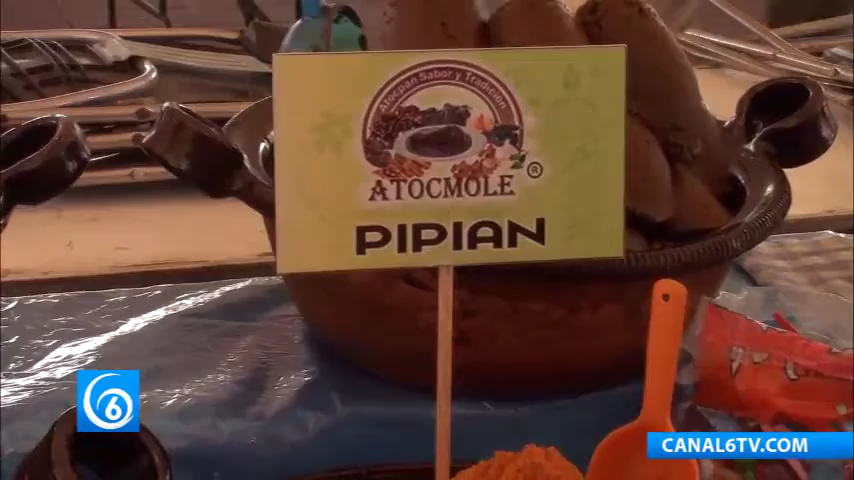 Atocpan Sabor y Tradición
ATOCMOLE ®
PIPIAN
6
CANAL6TV.COM